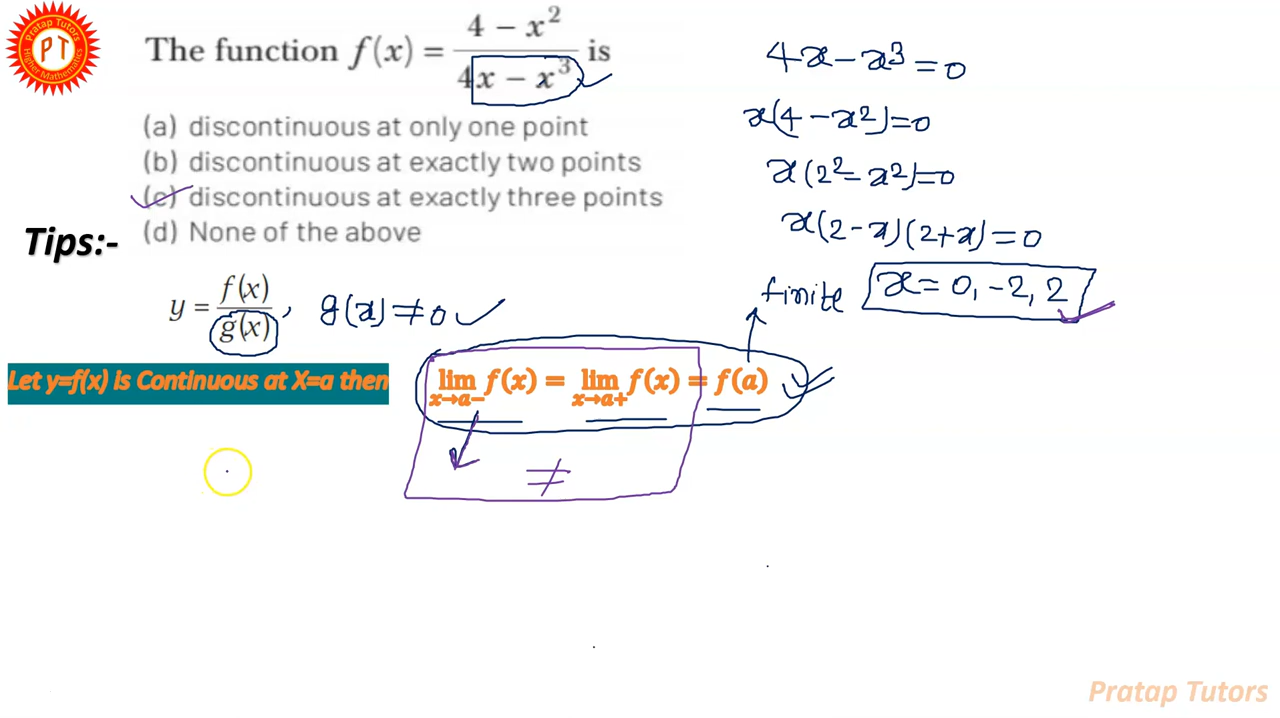 Pratap Tutors
PT
Higher Mathematics
The function f(x) = (4 − x²)/(4x − x³) is
(a) discontinuous at only one point
(b) discontinuous at exactly two points
(c) discontinuous at exactly three points
(d) None of the above
Tips:-
y = f(x)/g(x), g(x) ≠ 0
Let y=f(x) is Continuous at X=a then
lim x→a− f(x) = lim x→a+ f(x) = f(a)
≠
4x − x³ = 0
x(4 − x²) = 0
x(2² − x²) = 0
x(2 − x)(2 + x) = 0
finite x = 0, −2, 2
Pratap Tutors